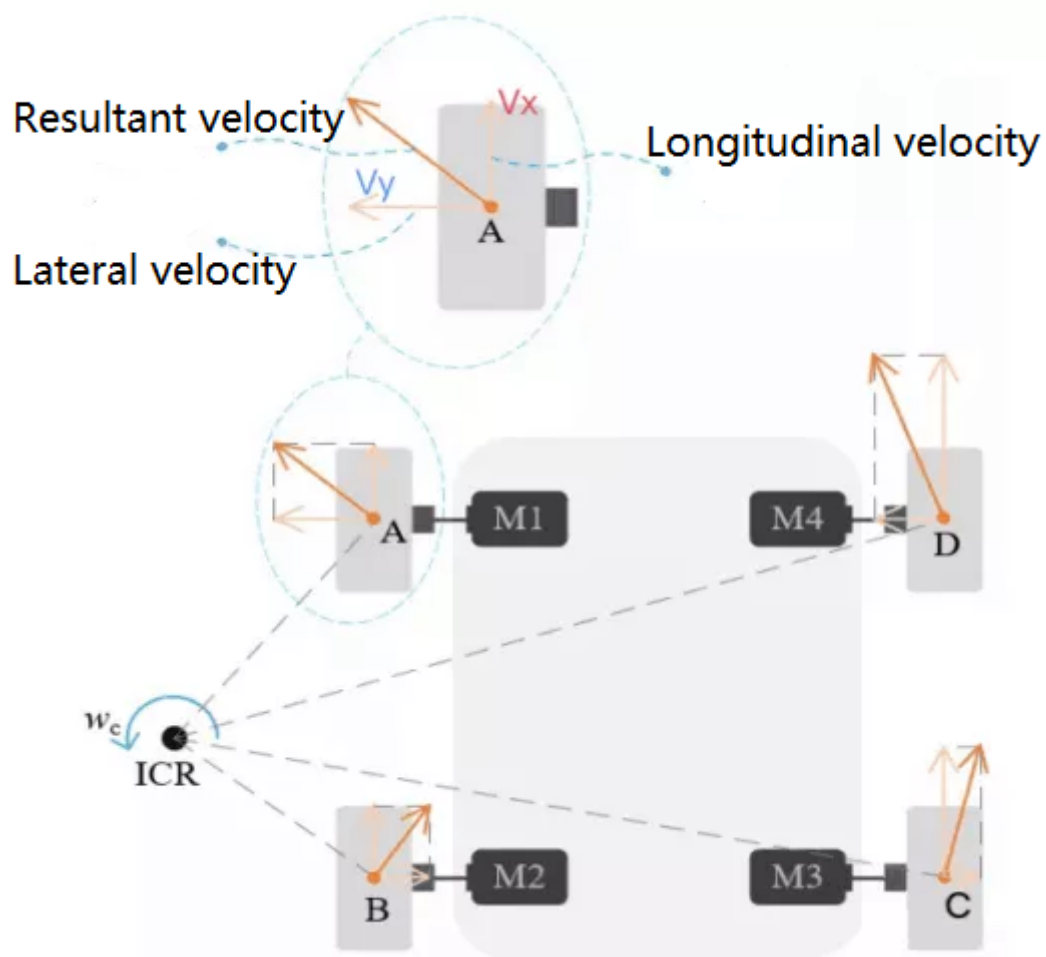 Resultant velocity
Vx
Longitudinal velocity
Vy
A
Lateral velocity
A
M1
M4
D
wc
ICR
B
M2
M3
C